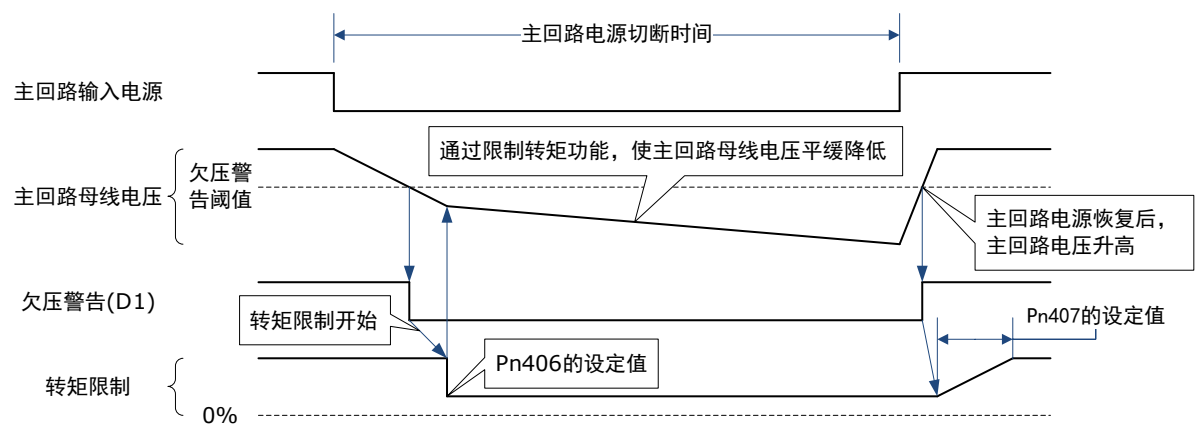 主回路电源切断时间
主回路输入电源
通过限制转矩功能，使主回路母线电压平缓降低
欠压警
告阈值
主回路母线电压
主回路电源恢复后，
主回路电压升高
欠压警告(D1)
转矩限制开始
Pn407的设定值
Pn406的设定值
转矩限制
0%